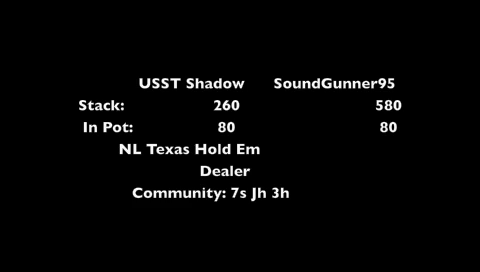 USST Shadow SoundGunner95
Stack: 260 580
In Pot: 80 80
NL Texas Hold Em
Dealer
Community: 7s Jh 3h